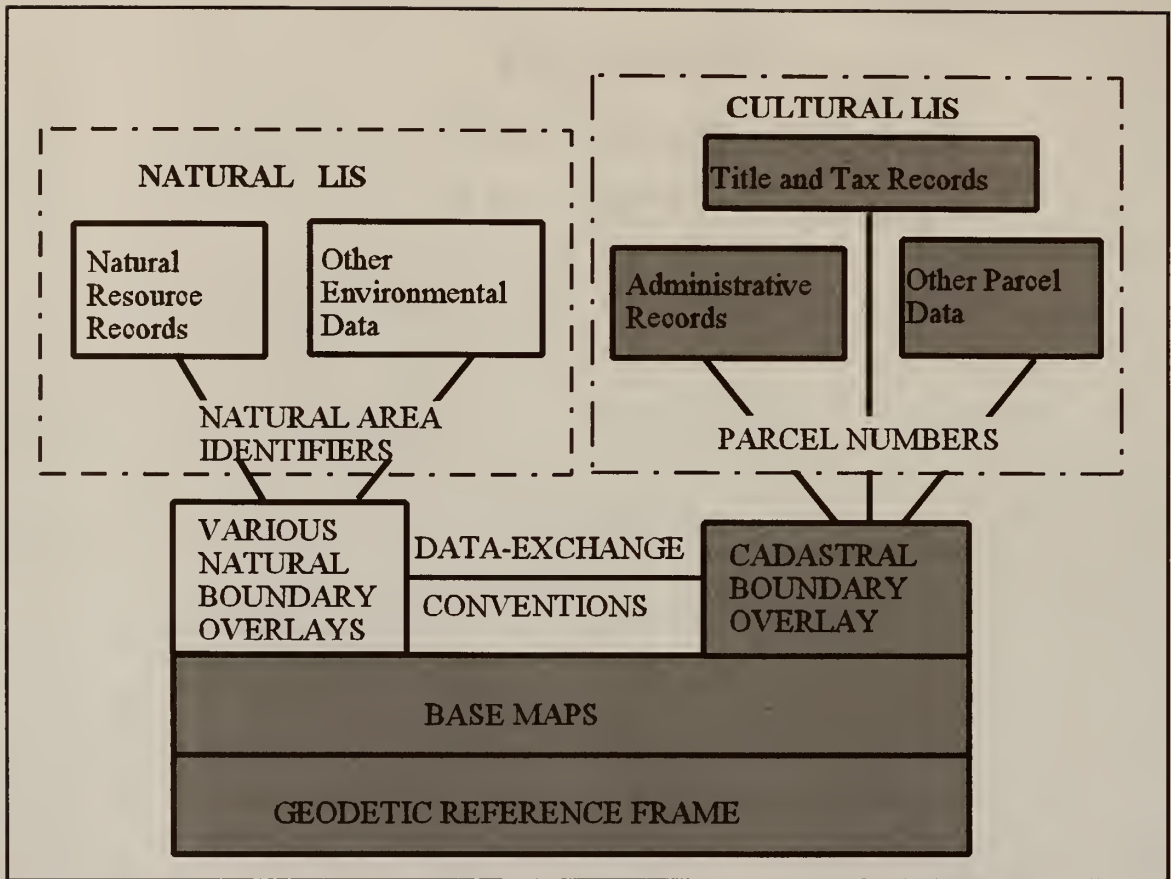 CULTURAL LIS
Title and Tax Records
Administrative
Records
Other Parcel
Data
PARCEL NUMBERS
NATURAL LIS
Natural
Resource
Records
Other
Environmental
Data
NATURAL AREA
IDENTIFIERS
VARIOUS
NATURAL
BOUNDARY
OVERLAYS
DATA-EXCHANGE
CONVENTIONS
CADASTRAL
BOUNDARY
OVERLAY
BASE MAPS
GEODETIC REFERENCE FRAME